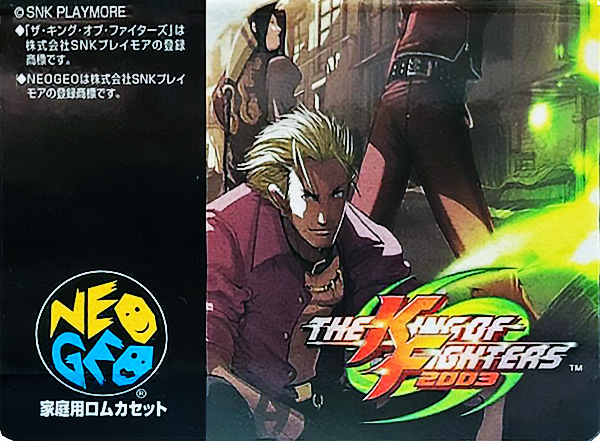 © SNK PLAYMORE
◆「ザ・キング・オブ・ファイターズ」は
株式会社SNKプレイモアの登録
商標です。
◆NEOGEOは株式会社SNKプレイ
モアの登録商標です。
NEO
GEO
®
家庭用ロムカセット
THE KING OF
FIGHTERS
2003
™